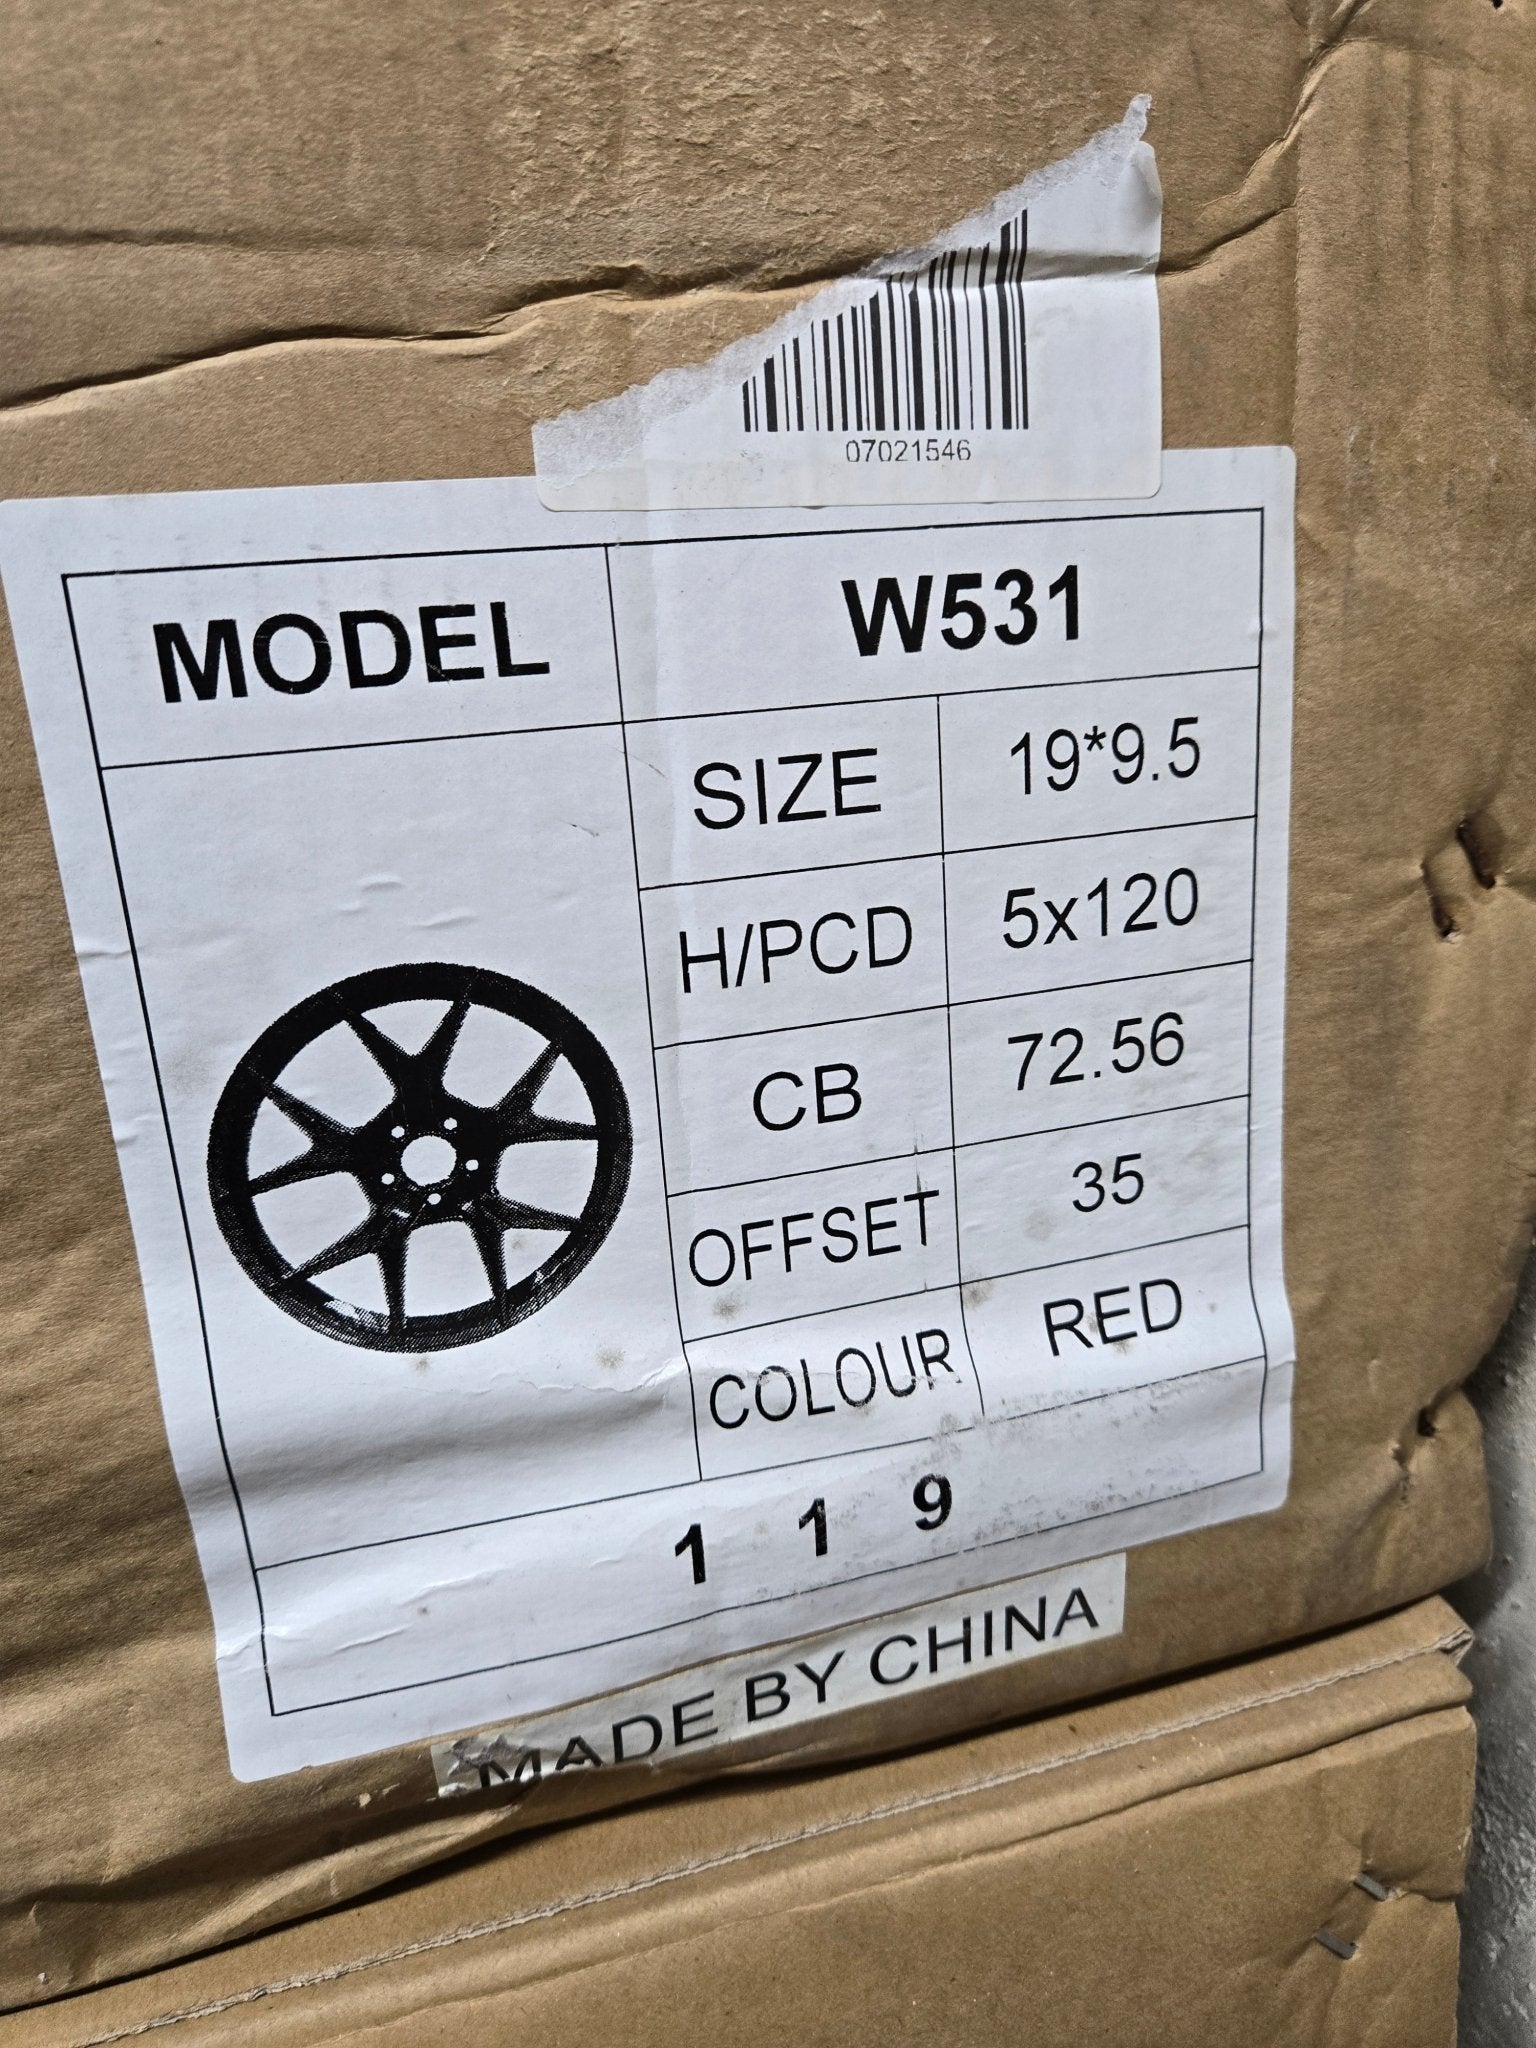 07021546
MODEL W531
SIZE 19*9.5
H/PCD 5x120
CB 72.56
OFFSET 35
COLOUR RED
1 1 9
MADE BY CHINA